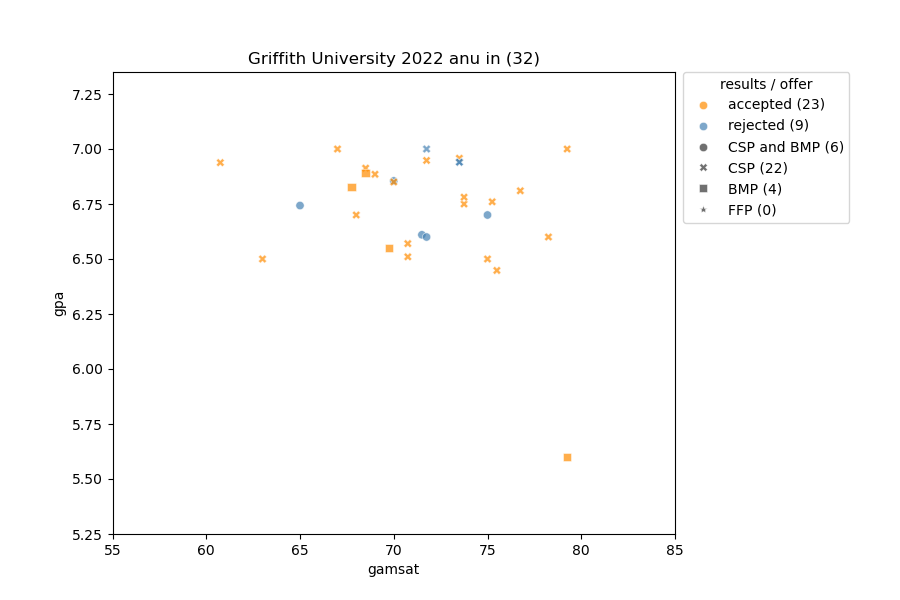 Griffith University 2022 anu in (32)
results / offer
accepted (23)
rejected (9)
CSP and BMP (6)
CSP (22)
BMP (4)
FFP (0)
gpa
7.25
7.00
6.75
6.50
6.25
6.00
5.75
5.50
5.25
55 60 65 70 75 80 85
gamsat